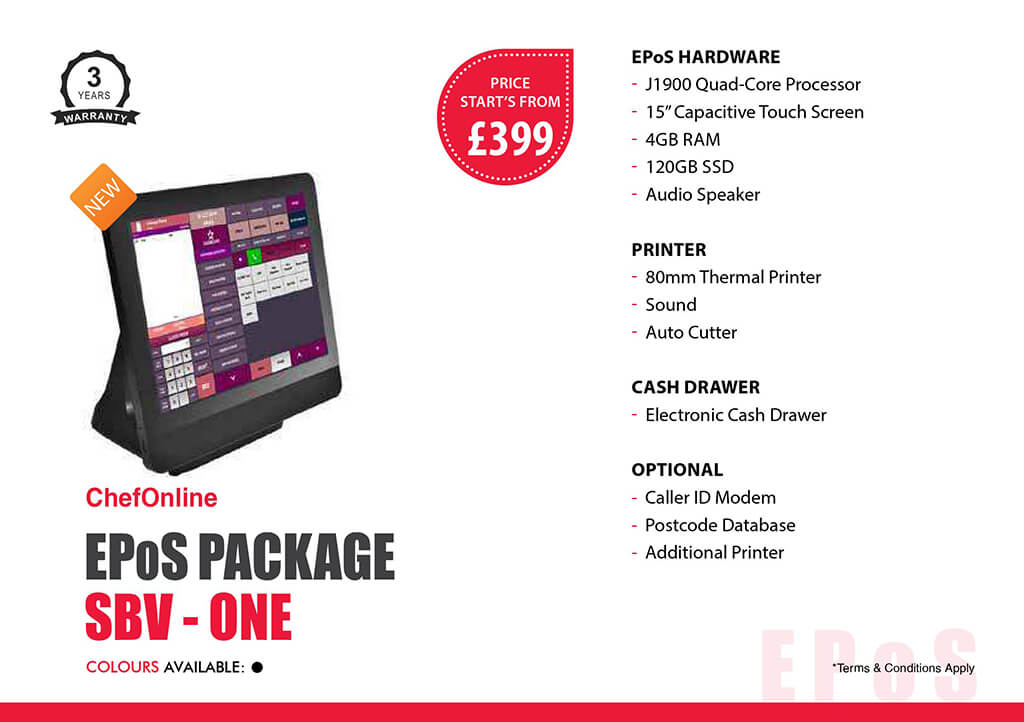 3
YEARS
WARRANTY
NEW
PRICE
START'S FROM
£399
ChefOnline
EPoS PACKAGE
SBV - ONE
COLOURS AVAILABLE:
EPoS HARDWARE
- J1900 Quad-Core Processor
- 15” Capacitive Touch Screen
- 4GB RAM
- 120GB SSD
- Audio Speaker
PRINTER
- 80mm Thermal Printer
- Sound
- Auto Cutter
CASH DRAWER
- Electronic Cash Drawer
OPTIONAL
- Caller ID Modem
- Postcode Database
- Additional Printer
EPoS
*Terms & Conditions Apply